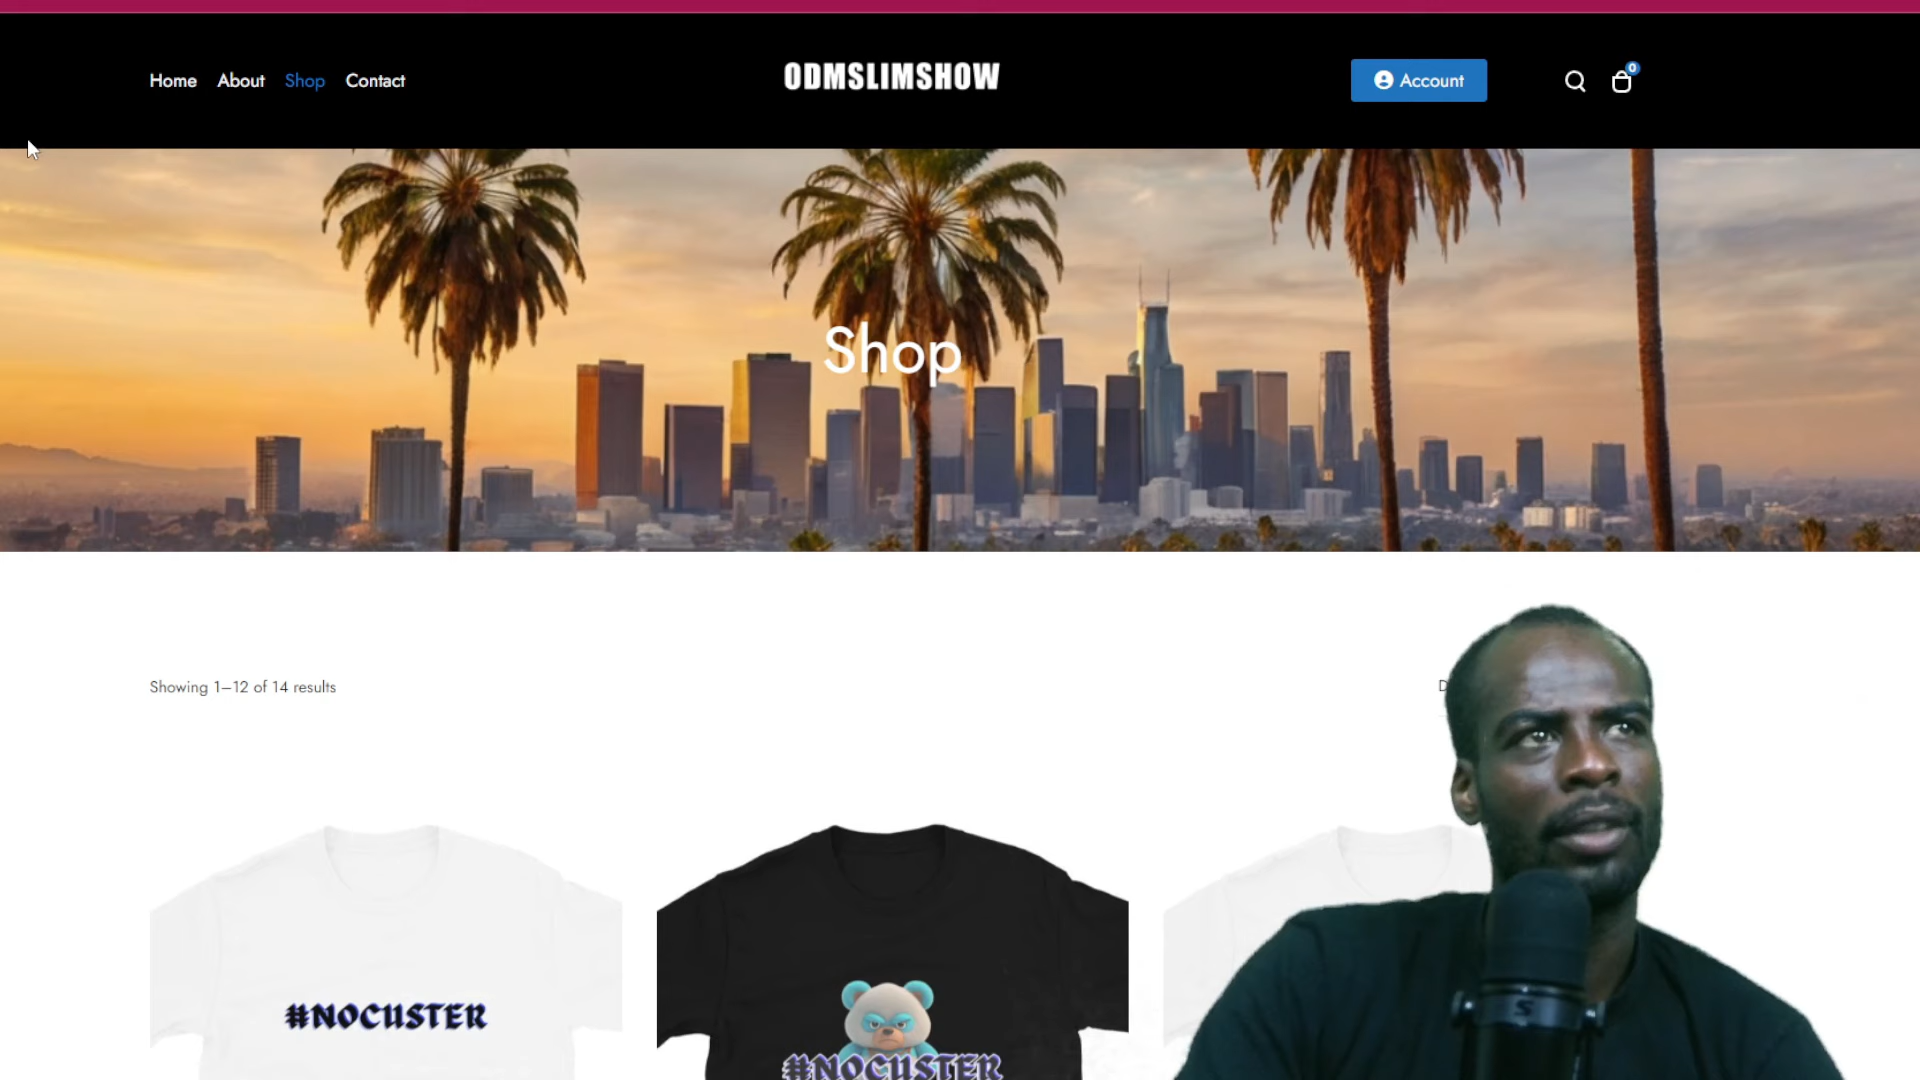 Home About Shop Contact
ODMSLIMSHOW
Account
0
Shop
Showing 1–12 of 14 results
D
#NOCUSTER
#NOCUSTER
S